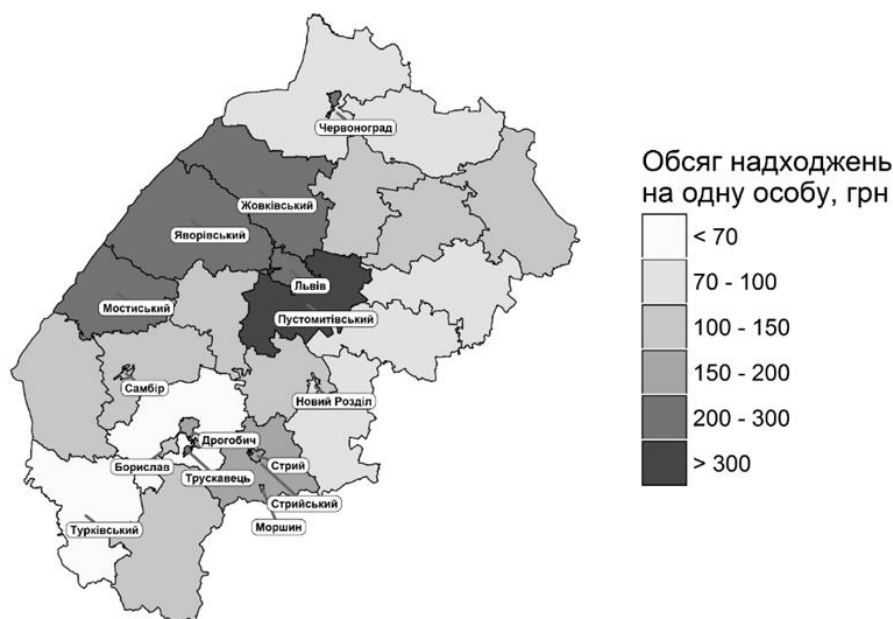 Червоноград
Жовківський
Яворівський
Львів
Мостиський
Пустомитівський
Самбір
Новий Розділ
Дрогобич
Борислав
Стрий
Трускавець
Стрийський
Моршин
Турківський
Обсяг надходжень
на одну особу, грн
< 70
70 - 100
100 - 150
150 - 200
200 - 300
> 300